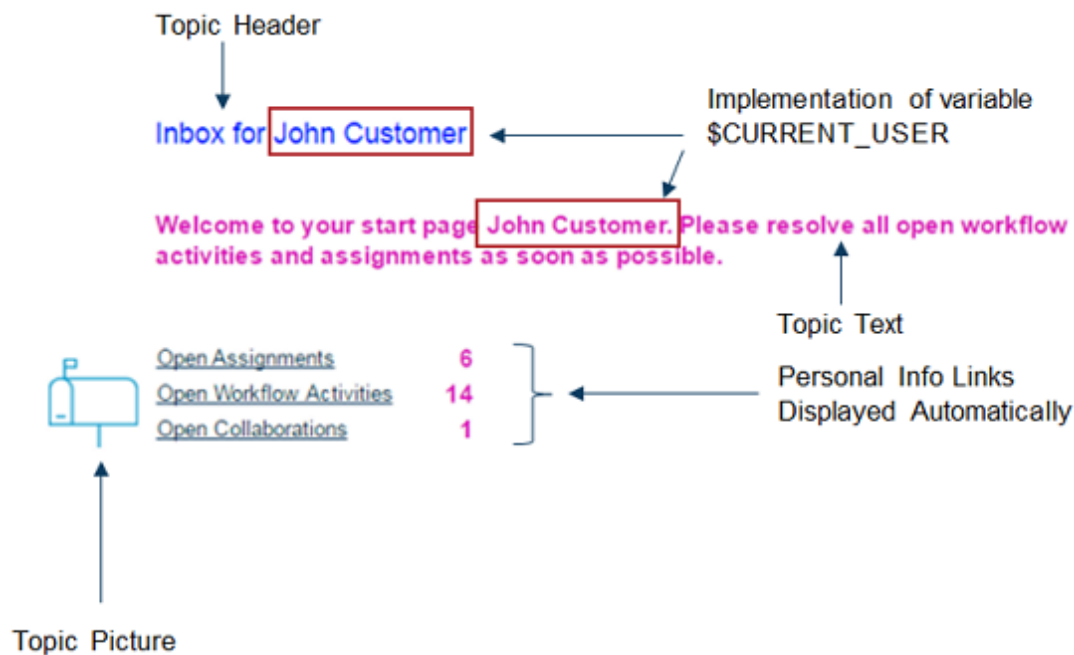 Topic Header
Implementation of variable
$CURRENT_USER
Inbox for John Customer
Welcome to your start page John Customer. Please resolve all open workflow
activities and assignments as soon as possible.
Topic Text
Open Assignments 6
Open Workflow Activities 14
Open Collaborations 1
Personal Info Links
Displayed Automatically
Topic Picture